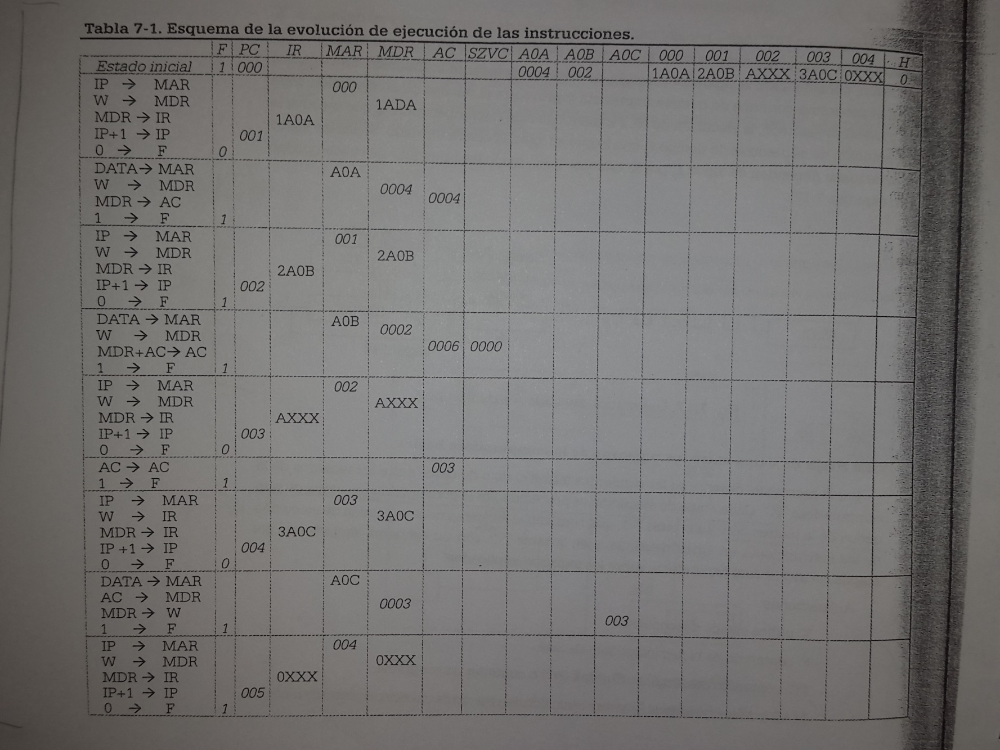 Tabla 7-1. Esquema de la evolución de ejecución de las instrucciones.
F PC IR MAR MDR AC SZVC A0A A0B A0C 000 001 002 003 004 H
Estado inicial 1 000 0004 002 1A0A 2A0B AXXX 3A0C 0XXX 0
IP → MAR 000
W → MDR 1ADA
MDR → IR 1A0A
IP+1 → IP 001
0 → F 0
DATA → MAR A0A
W → MDR 0004
MDR → AC 0004
1 → F 1
IP → MAR 001
W → MDR 2A0B
MDR → IR 2A0B
IP+1 → IP 002
0 → F 1
DATA → MAR A0B
W → MDR 0002
MDR+AC → AC 0006 0000
1 → F 1
IP → MAR 002
W → MDR AXXX
MDR → IR AXXX
IP+1 → IP 003
0 → F 0
AC → AC 003
1 → F 1
IP → MAR 003
W → IR 3A0C
MDR → IR 3A0C
IP +1 → IP 004
0 → F 0
DATA → MAR A0C
AC → MDR 0003
MDR → W 003
1 → F 1
IP → MAR 004
W → MDR 0XXX
MDR → IR 0XXX
IP+1 → IP 005
0 → F 1